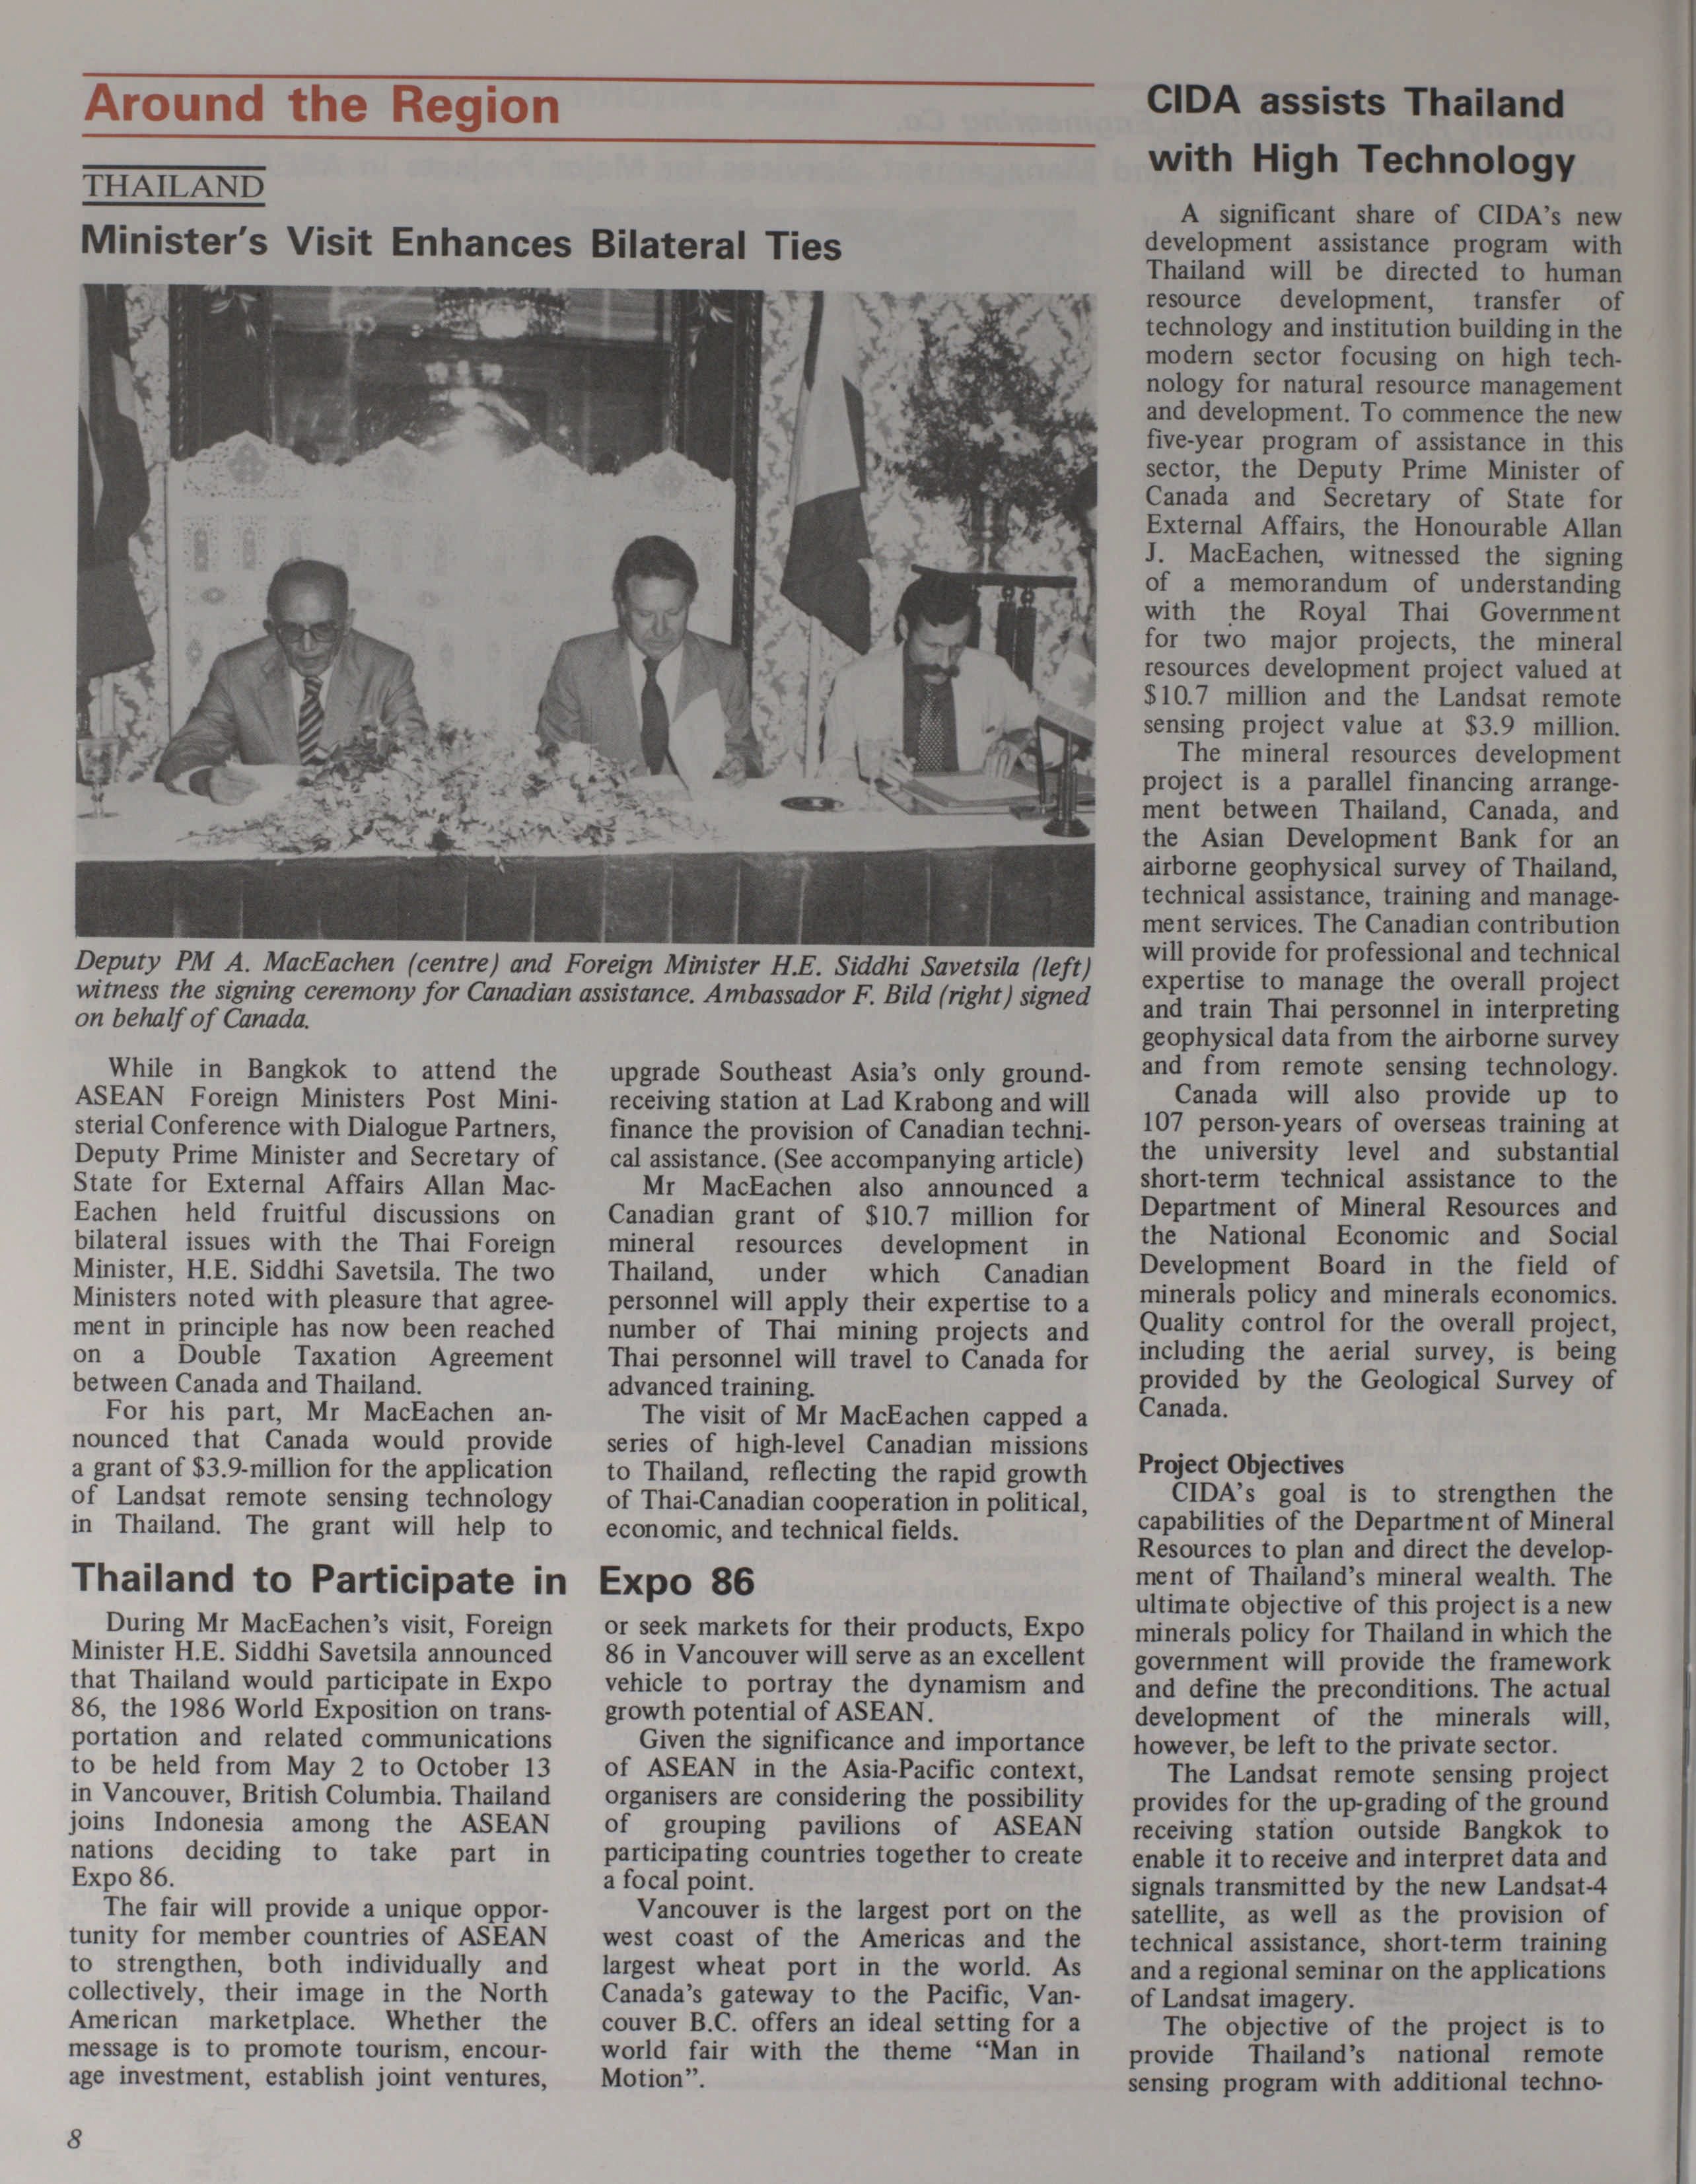 Around the Region
THAILAND
Minister's Visit Enhances Bilateral Ties
Deputy PM A. MacEachen (centre) and Foreign Minister H.E. Siddhi Savetsila (left)
witness the signing ceremony for Canadian assistance. Ambassador F. Bild (right) signed
on behalf of Canada.
While in Bangkok to attend the
ASEAN Foreign Ministers Post Mini-
sterial Conference with Dialogue Partners,
Deputy Prime Minister and Secretary of
State for External Affairs Allan Mac-
Eachen held fruitful discussions on
bilateral issues with the Thai Foreign
Minister, H.E. Siddhi Savetsila. The two
Ministers noted with pleasure that agree-
ment in principle has now been reached
on a Double Taxation Agreement
between Canada and Thailand.
For his part, Mr MacEachen an-
nounced that Canada would provide
a grant of $3.9-million for the application
of Landsat remote sensing technology
in Thailand. The grant will help to
upgrade Southeast Asia's only ground-
receiving station at Lad Krabong and will
finance the provision of Canadian techni-
cal assistance. (See accompanying article)
Mr MacEachen also announced a
Canadian grant of $10.7 million for
mineral resources development in
Thailand, under which Canadian
personnel will apply their expertise to a
number of Thai mining projects and
Thai personnel will travel to Canada for
advanced training.
The visit of Mr MacEachen capped a
series of high-level Canadian missions
to Thailand, reflecting the rapid growth
of Thai-Canadian cooperation in political,
economic, and technical fields.
Thailand to Participate in Expo 86
During Mr MacEachen's visit, Foreign
Minister H.E. Siddhi Savetsila announced
that Thailand would participate in Expo
86, the 1986 World Exposition on trans-
portation and related communications
to be held from May 2 to October 13
in Vancouver, British Columbia. Thailand
joins Indonesia among the ASEAN
nations deciding to take part in
Expo 86.
The fair will provide a unique oppor-
tunity for member countries of ASEAN
to strengthen, both individually and
collectively, their image in the North
American marketplace. Whether the
message is to promote tourism, encour-
age investment, establish joint ventures,
or seek markets for their products, Expo
86 in Vancouver will serve as an excellent
vehicle to portray the dynamism and
growth potential of ASEAN.
Given the significance and importance
of ASEAN in the Asia-Pacific context,
organisers are considering the possibility
of grouping pavilions of ASEAN
participating countries together to create
a focal point.
Vancouver is the largest port on the
west coast of the Americas and the
largest wheat port in the world. As
Canada's gateway to the Pacific, Van-
couver B.C. offers an ideal setting for a
world fair with the theme “Man in
Motion”.
CIDA assists Thailand
with High Technology
A significant share of CIDA's new
development assistance program with
Thailand will be directed to human
resource development, transfer of
technology and institution building in the
modern sector focusing on high tech-
nology for natural resource management
and development. To commence the new
five-year program of assistance in this
sector, the Deputy Prime Minister of
Canada and Secretary of State for
External Affairs, the Honourable Allan
J. MacEachen, witnessed the signing
of a memorandum of understanding
with the Royal Thai Government
for two major projects, the mineral
resources development project valued at
$10.7 million and the Landsat remote
sensing project value at $3.9 million.
The mineral resources development
project is a parallel financing arrange-
ment between Thailand, Canada, and
the Asian Development Bank for an
airborne geophysical survey of Thailand,
technical assistance, training and manage-
ment services. The Canadian contribution
will provide for professional and technical
expertise to manage the overall project
and train Thai personnel in interpreting
geophysical data from the airborne survey
and from remote sensing technology.
Canada will also provide up to
107 person-years of overseas training at
the university level and substantial
short-term technical assistance to the
Department of Mineral Resources and
the National Economic and Social
Development Board in the field of
minerals policy and minerals economics.
Quality control for the overall project,
including the aerial survey, is being
provided by the Geological Survey of
Canada.
Project Objectives
CIDA's goal is to strengthen the
capabilities of the Department of Mineral
Resources to plan and direct the develop-
ment of Thailand's mineral wealth. The
ultimate objective of this project is a new
minerals policy for Thailand in which the
government will provide the framework
and define the preconditions. The actual
development of the minerals will,
however, be left to the private sector.
The Landsat remote sensing project
provides for the up-grading of the ground
receiving station outside Bangkok to
enable it to receive and interpret data and
signals transmitted by the new Landsat-4
satellite, as well as the provision of
technical assistance, short-term training
and a regional seminar on the applications
of Landsat imagery.
The objective of the project is to
provide Thailand's national remote
sensing program with additional techno-
8